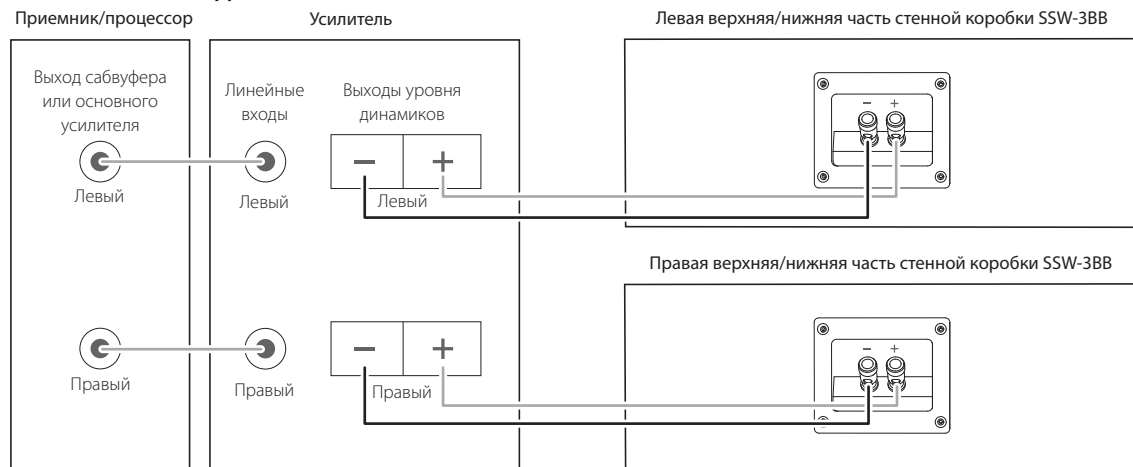 Приемник/процессор
Усилитель
Левая верхняя/нижняя часть стенной коробки SSW-3BB
Выход сабвуфера
или основного
усилителя
Линейные
входы
Выходы уровня
динамиков
− +
− +
Левый
Левый
Левый
Правая верхняя/нижняя часть стенной коробки SSW-3BB
− +
− +
Правый
Правый
Правый